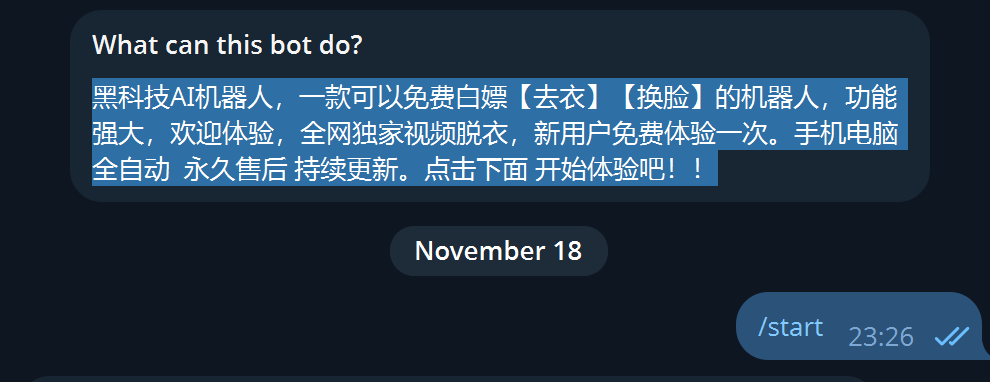 What can this bot do?
黑科技AI机器人，一款可以免费白嫖【去衣】【换脸】的机器人，功能
强大，欢迎体验，全网独家视频脱衣，新用户免费体验一次。手机电脑
全自动 永久售后 持续更新。点击下面 开始体验吧！！
November 18
/start 23:26